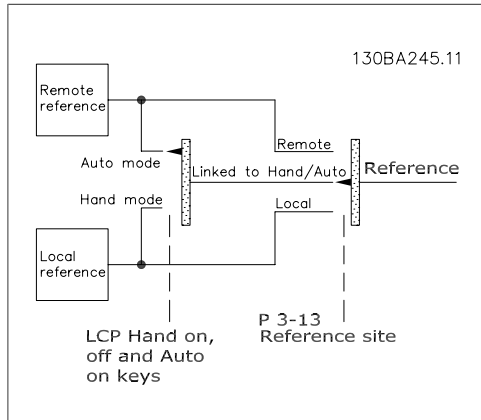 130BA245.11
Remote
reference
Remote
Auto mode
Linked to Hand/Auto
Reference
Hand mode
Local
Local
reference
LCP Hand on,
off and Auto
on keys
P 3-13
Reference site